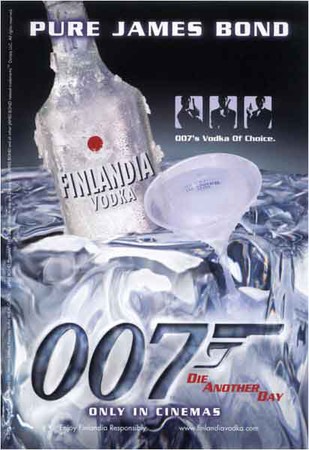 PURE JAMES BOND
007's Vodka Of Choice.
FINLANDIA
VODKA
007
DIE
ANOTHER
DAY
ONLY IN CINEMAS
Enjoy Finlandia Responsibly.
www.finlandiavodka.com